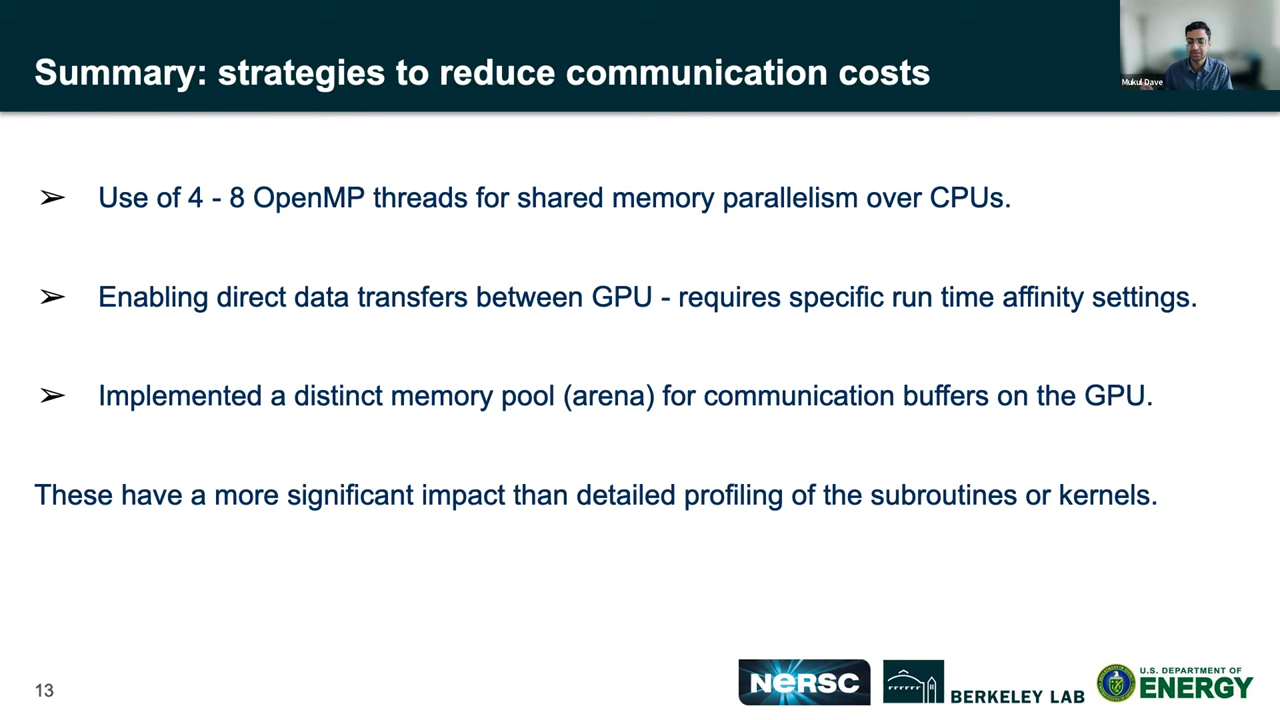 Summary: strategies to reduce communication costs
Mukul Dave
➢ Use of 4 - 8 OpenMP threads for shared memory parallelism over CPUs.
➢ Enabling direct data transfers between GPU - requires specific run time affinity settings.
➢ Implemented a distinct memory pool (arena) for communication buffers on the GPU.
These have a more significant impact than detailed profiling of the subroutines or kernels.
13
NERSC
BERKELEY LAB
U.S. DEPARTMENT OF
ENERGY